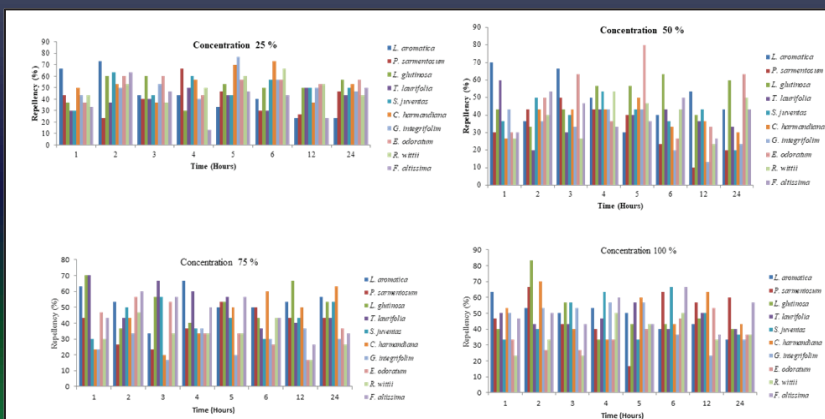 Concentration 25 %
Repellency (%)
90
80
70
60
50
40
30
20
10
0
1 2 3 4 5 6 12 24
Time (Hours)
L. aromatica
P. sarmentosum
L. glutinosa
T. laurifolia
S. juventas
C. harmandiana
G. integrifolim
E. odoratum
R. wittii
F. altissima
Concentration 50 %
Repellency (%)
90
80
70
60
50
40
30
20
10
0
1 2 3 4 5 6 12 24
Time (Hours)
L. aromatica
P. sarmentosum
L. glutinosa
T. laurifolia
S. juventas
C. harmandiana
G. integrifolim
E. odoratum
R. wittii
F. altissima
Concentration 75 %
Repellency (%)
80
70
60
50
40
30
20
10
0
1 2 3 4 5 6 12 24
Time (Hours)
L. aromatica
P. sarmentosum
L. glutinosa
T. laurifolia
S. juventas
C. harmandiana
G. integrifolim
E. odoratum
R. wittii
F. altissima
Concentration 100 %
Repellency (%)
90
80
70
60
50
40
30
20
10
0
1 2 3 4 5 6 12 24
Time (Hours)
L. aromatica
P. sarmentosum
L. glutinosa
T. laurifolia
S. juventas
C. harmandiana
G. integrifolim
E. odoratum
R. wittii
F. altissima